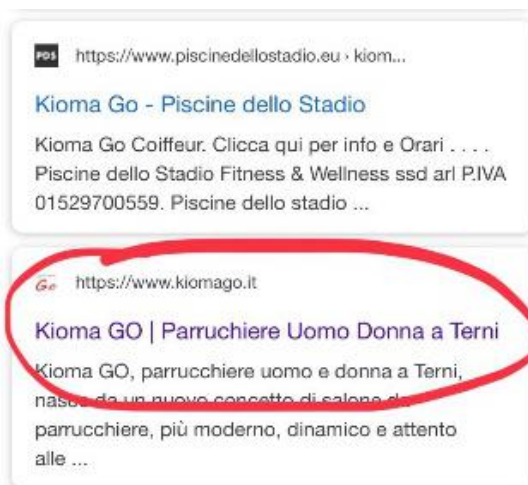 PDS https://www.piscinedellostadio.eu › kiom...
Kioma Go - Piscine dello Stadio
Kioma Go Coiffeur. Clicca qui per info e Orari . . . .
Piscine dello Stadio Fitness & Wellness ssd arl P.IVA
01529700559. Piscine dello stadio ...
Go https://www.kiomago.it
Kioma GO | Parruchiere Uomo Donna a Terni
Kioma GO, parrucchiere uomo e donna a Terni,
nasce da un nuovo concetto di salone da
parrucchiere, più moderno, dinamico e attento
alle ...